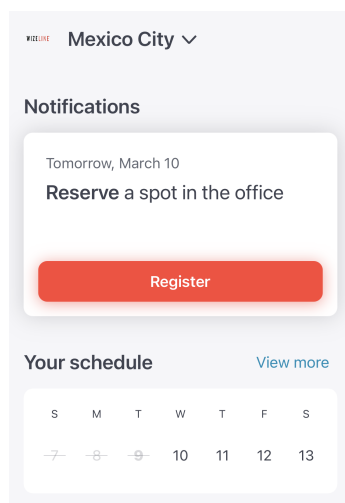 WIZELINE Mexico City
Notifications
Tomorrow, March 10
Reserve a spot in the office
Register
Your schedule View more
S M T W T F S
7 8 9 10 11 12 13